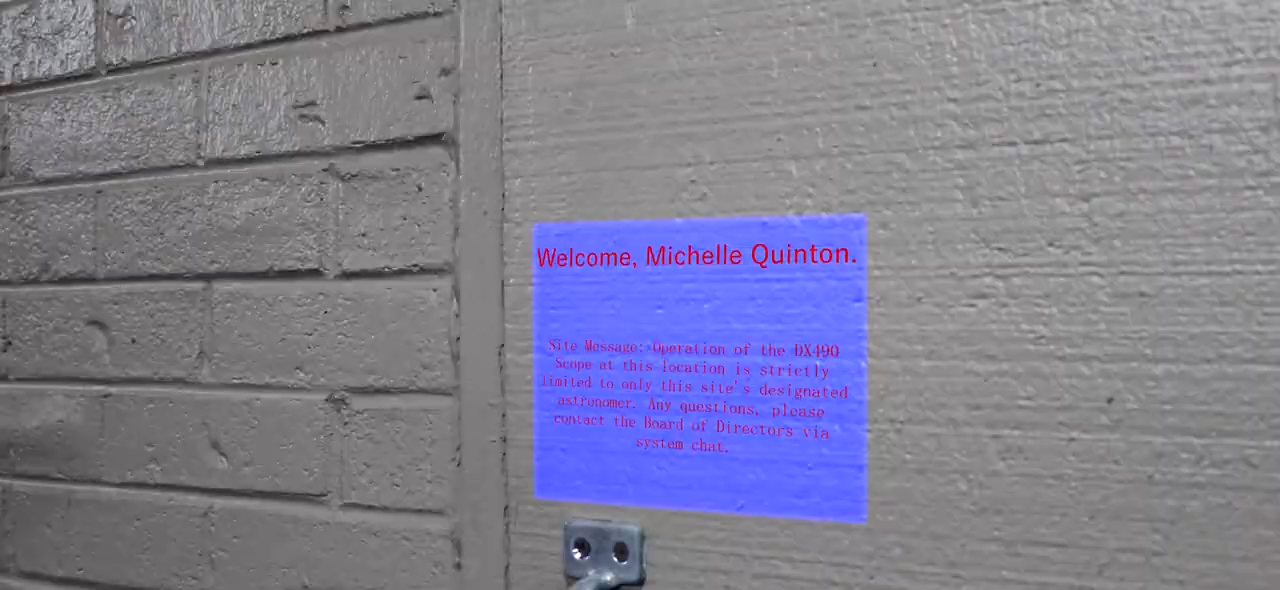 Welcome, Michelle Quinton.
Site Message: Operation of the DX490
Scope at this location is strictly
limited to only this site's designated
astronomer. Any questions, please
contact the Board of Directors via
system chat.